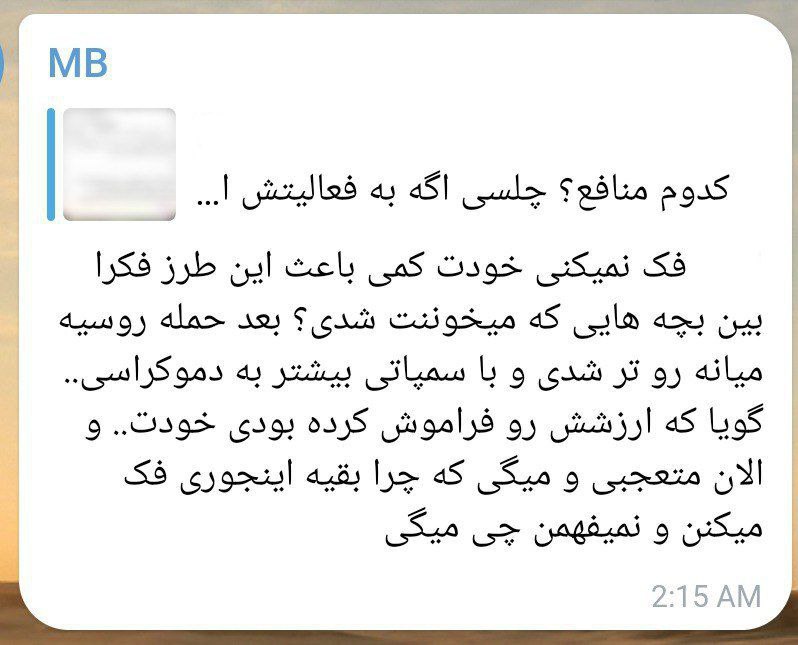 MB
کدوم منافع؟ چلسی اگه به فعالیتش ا...
فک نمیکنی خودت کمی باعث این طرز فکرا
بین بچه هایی که میخوننت شدی؟ بعد حمله روسیه
میانه رو تر شدی و با سمپاتی بیشتر به دموکراسی..
گویا که ارزشش رو فراموش کرده بودی خودت.. و
الان متعجبی و میگی که چرا بقیه اینجوری فک
میکنن و نمیفهمن چی میگی
2:15 AM